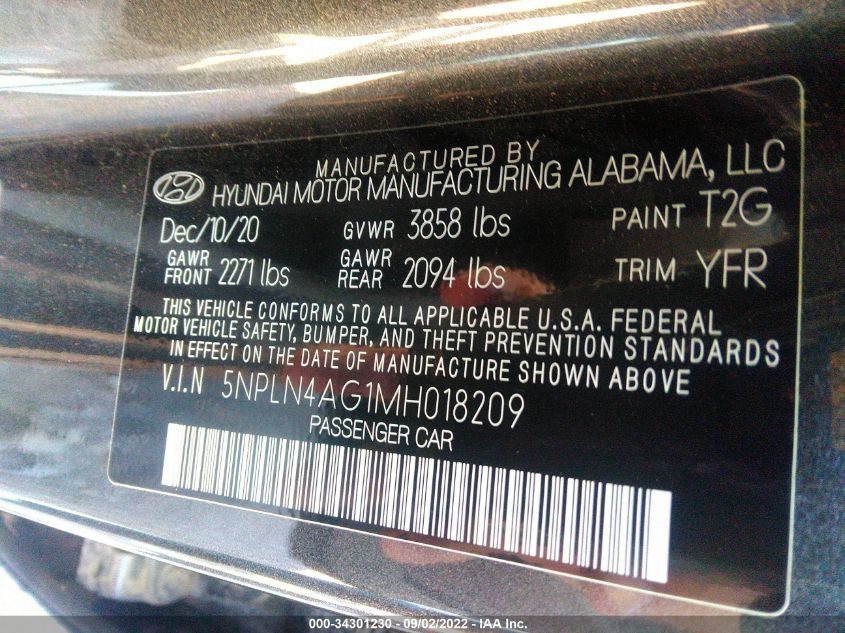 MANUFACTURED BY
HYUNDAI MOTOR MANUFACTURING ALABAMA, LLC
Dec/10/20 GVWR 3858 lbs PAINT T2G
GAWR FRONT 2271 lbs GAWR REAR 2094 lbs TRIM YFR
THIS VEHICLE CONFORMS TO ALL APPLICABLE U.S.A. FEDERAL
MOTOR VEHICLE SAFETY, BUMPER, AND THEFT PREVENTION STANDARDS
IN EFFECT ON THE DATE OF MANUFACTURE SHOWN ABOVE
V.I.N 5NPLN4AG1MH018209
PASSENGER CAR
000-34301230 - 09/02/2022 - IAA Inc.